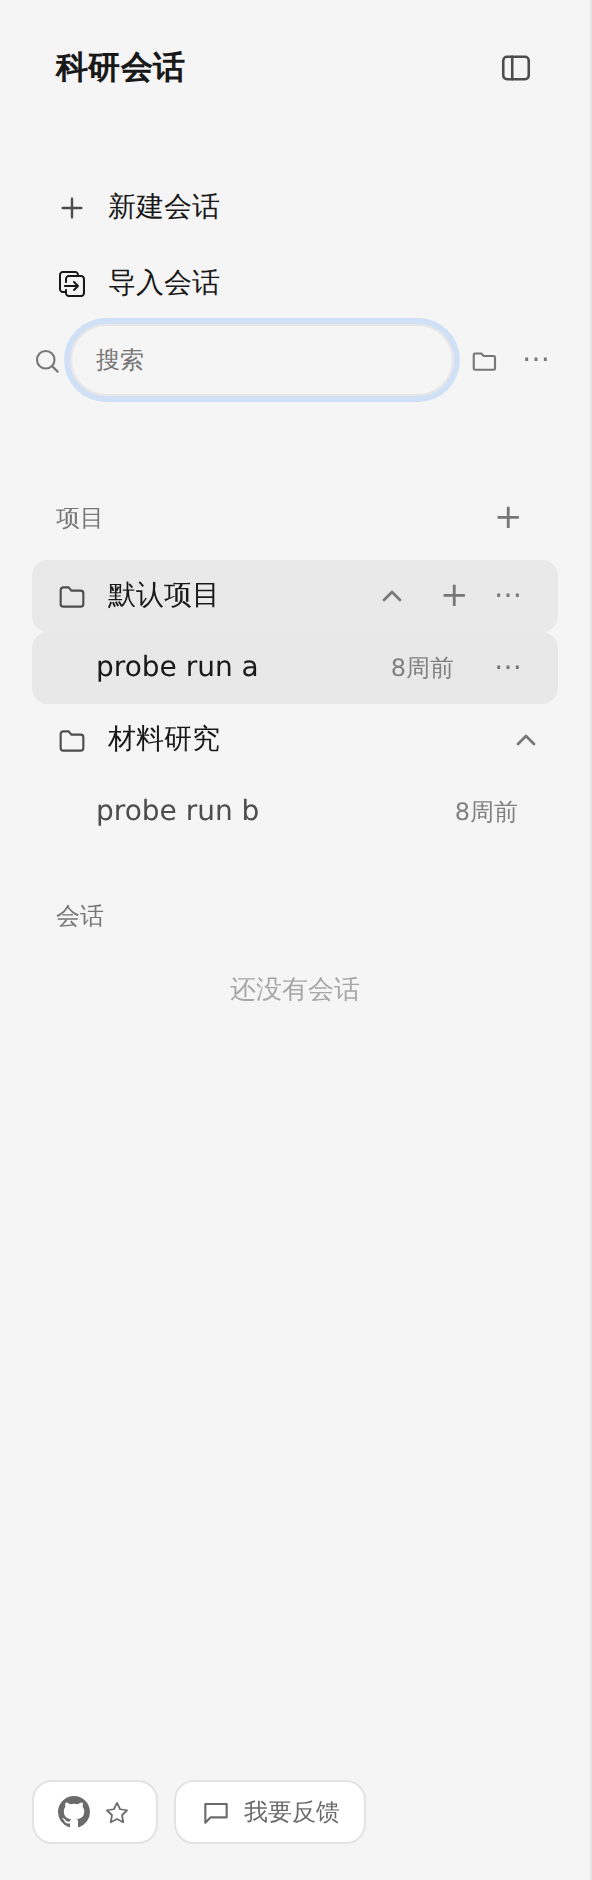 科研会话
新建会话
导入会话
搜索
项目
默认项目
probe run a 8周前
材料研究
probe run b 8周前
会话
还没有会话
我要反馈